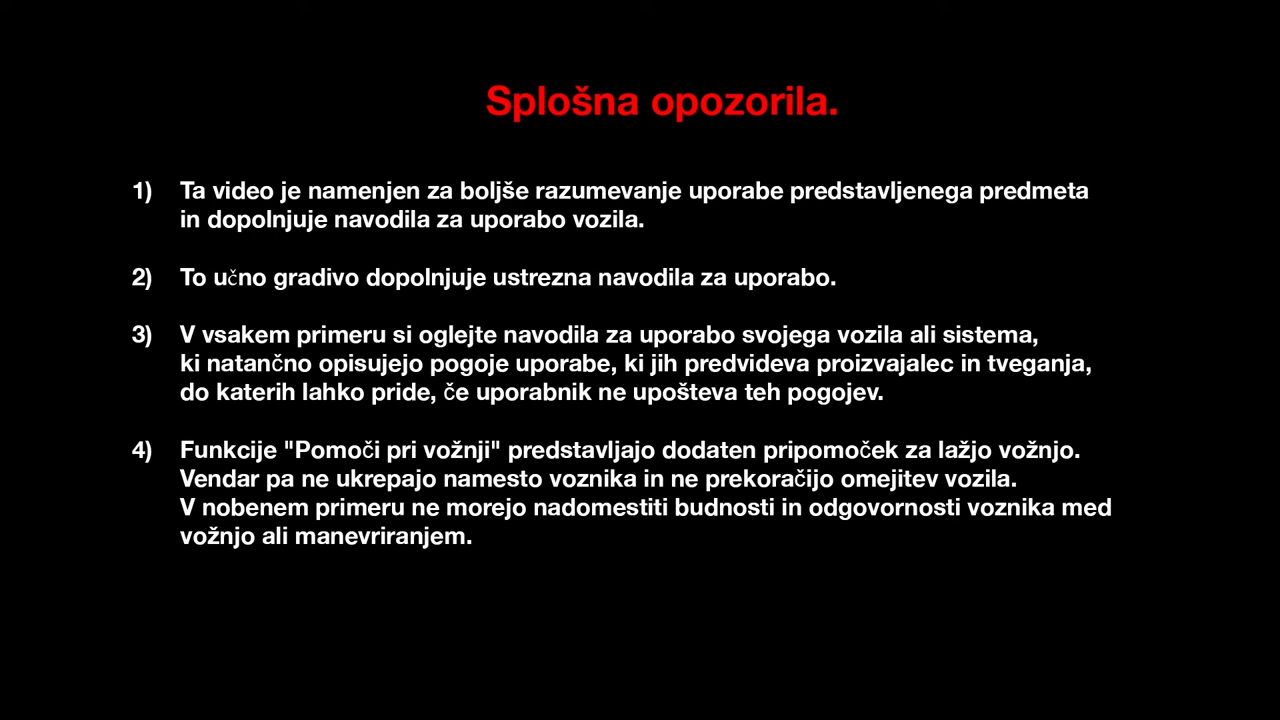 Splošna opozorila.
1) Ta video je namenjen za boljše razumevanje uporabe predstavljenega predmeta
in dopolnjuje navodila za uporabo vozila.
2) To učno gradivo dopolnjuje ustrezna navodila za uporabo.
3) V vsakem primeru si oglejte navodila za uporabo svojega vozila ali sistema,
ki natančno opisujejo pogoje uporabe, ki jih predvideva proizvajalec in tveganja,
do katerih lahko pride, če uporabnik ne upošteva teh pogojev.
4) Funkcije "Pomoči pri vožnji" predstavljajo dodaten pripomoček za lažjo vožnjo.
Vendar pa ne ukrepajo namesto voznika in ne prekoračijo omejitev vozila.
V nobenem primeru ne morejo nadomestiti budnosti in odgovornosti voznika med
vožnjo ali manevriranjem.